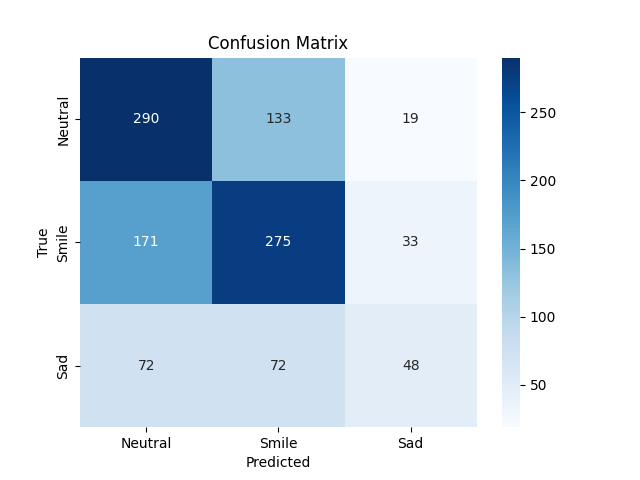 Confusion Matrix
Neutral 290 133 19
Smile 171 275 33
Sad 72 72 48
True
Neutral Smile Sad
Predicted
250
200
150
100
50